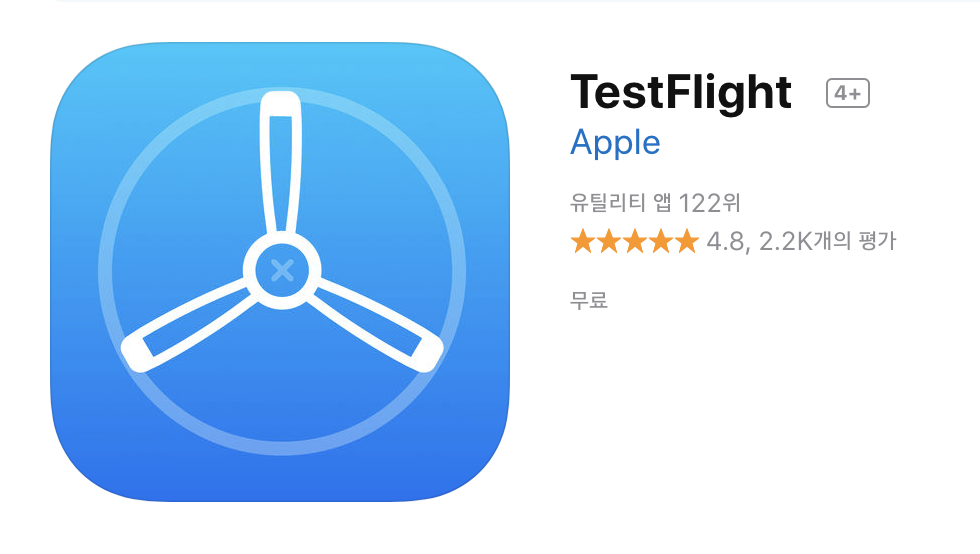 TestFlight 4+
Apple
유틸리티 앱 122위
★★★★★ 4.8, 2.2K개의 평가
무료